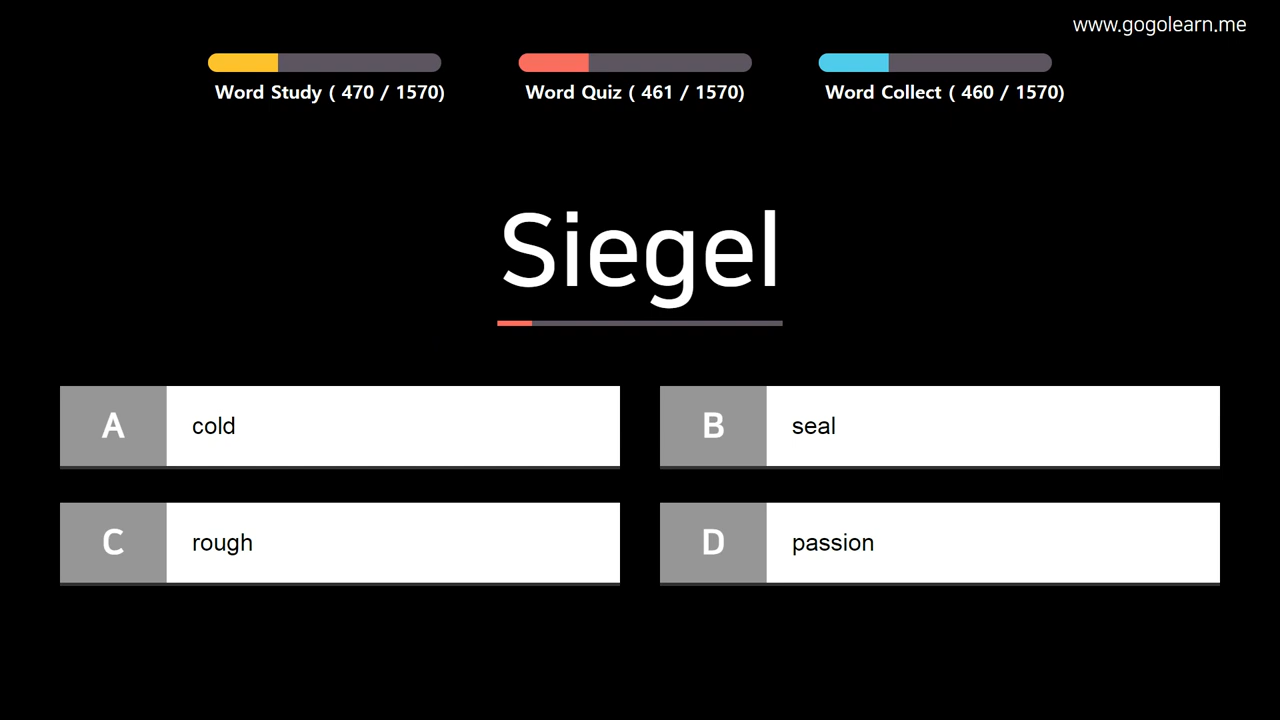 www.gogolearn.me
Word Study ( 470 / 1570)
Word Quiz ( 461 / 1570)
Word Collect ( 460 / 1570)
Siegel
A cold
B seal
C rough
D passion